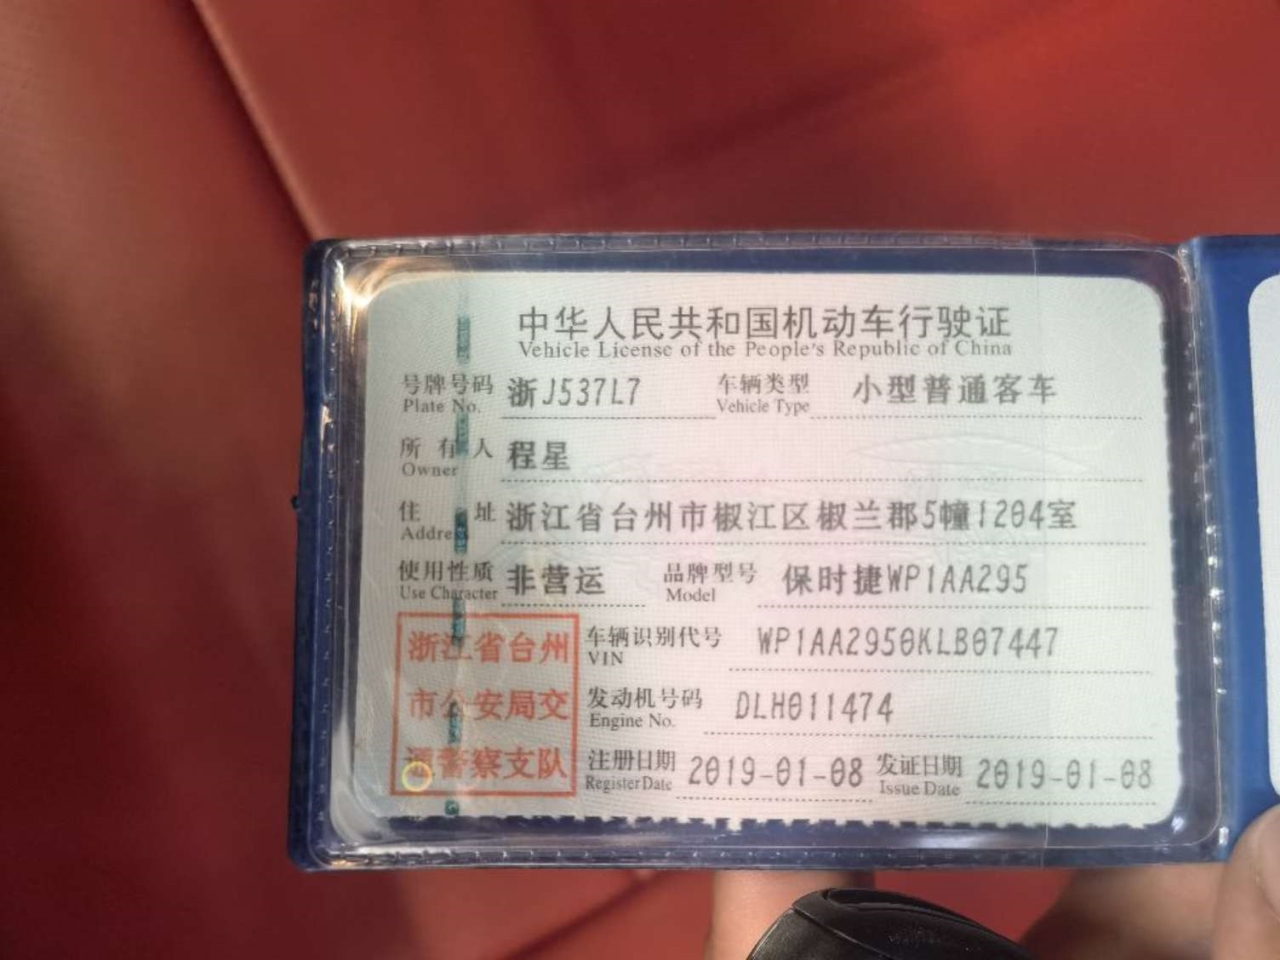 中华人民共和国机动车行驶证
Vehicle License of the People's Republic of China
号牌号码 浙J537L7 车辆类型 小型普通客车
Plate No. Vehicle Type
所有人 程星
Owner
住址 浙江省台州市椒江区椒兰郡5幢1204室
Address
使用性质 非营运 品牌型号 保时捷WP1AA295
Use Character Model
浙江省台州
市公安局交
通警察支队
车辆识别代号 WP1AA2950KLB07447
VIN
发动机号码 DLH011474
Engine No.
注册日期 2019-01-08 发证日期 2019-01-08
Register Date Issue Date